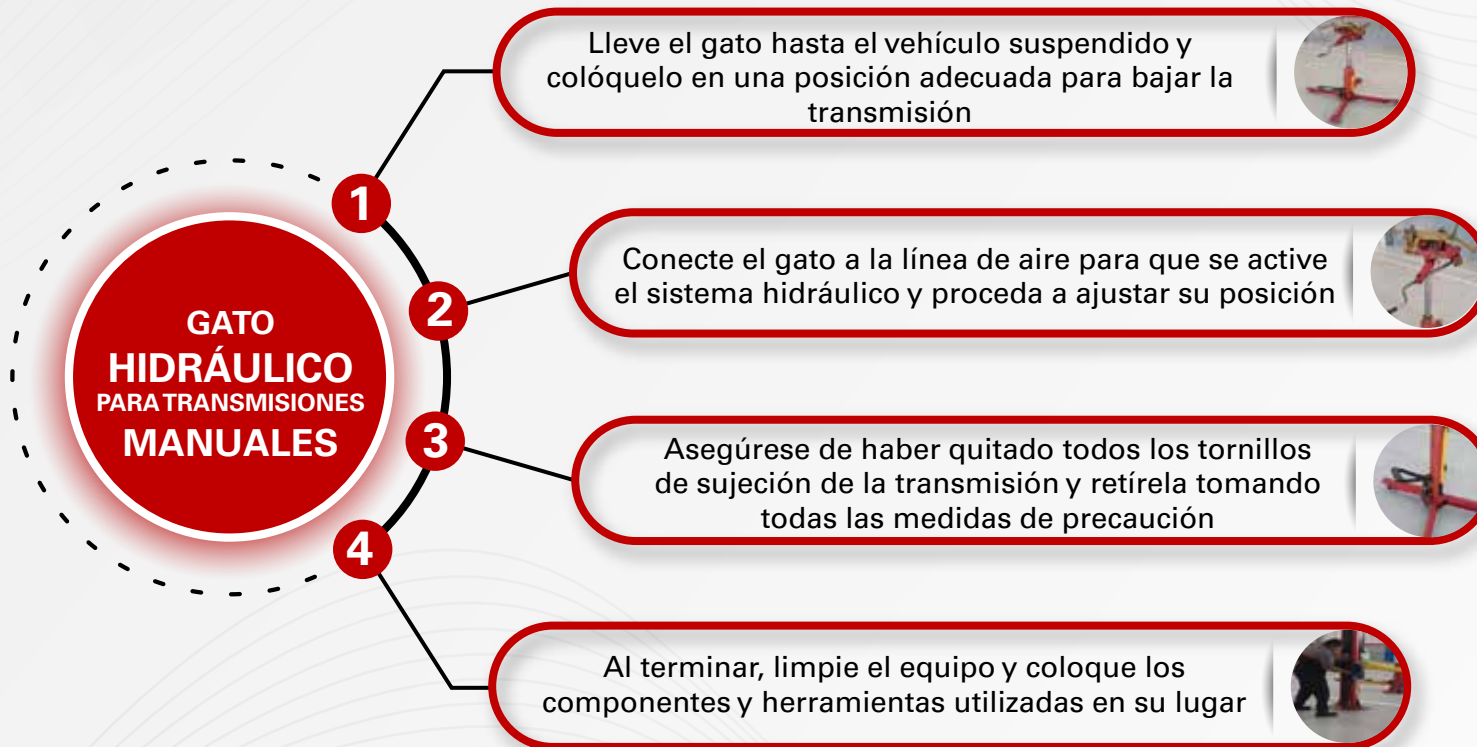 GATO
HIDRÁULICO
PARA TRANSMISIONES
MANUALES
1
Lleve el gato hasta el vehículo suspendido y
colóquelo en una posición adecuada para bajar la
transmisión
2
Conecte el gato a la línea de aire para que se active
el sistema hidráulico y proceda a ajustar su posición
3
Asegúrese de haber quitado todos los tornillos
de sujeción de la transmisión y retírela tomando
todas las medidas de precaución
4
Al terminar, limpie el equipo y coloque los
componentes y herramientas utilizadas en su lugar